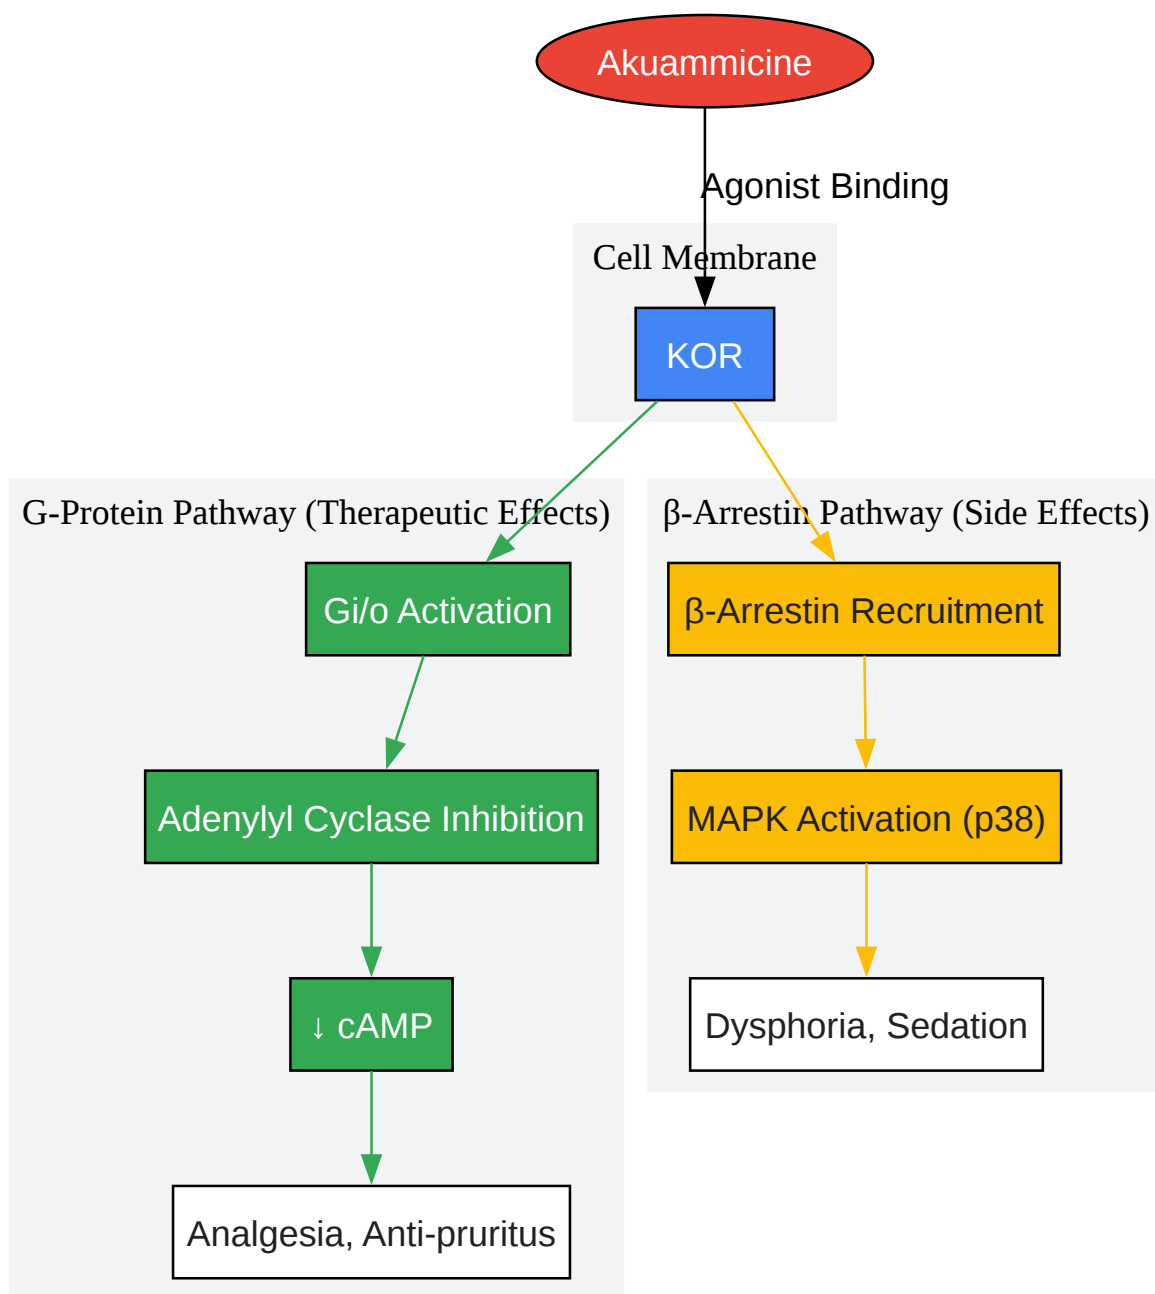 Akuammicine
Agonist Binding
Cell Membrane
KOR
G-Protein Pathway (Therapeutic Effects)
Gi/o Activation
Adenylyl Cyclase Inhibition
↓ cAMP
Analgesia, Anti-pruritus
β-Arrestin Pathway (Side Effects)
β-Arrestin Recruitment
MAPK Activation (p38)
Dysphoria, Sedation